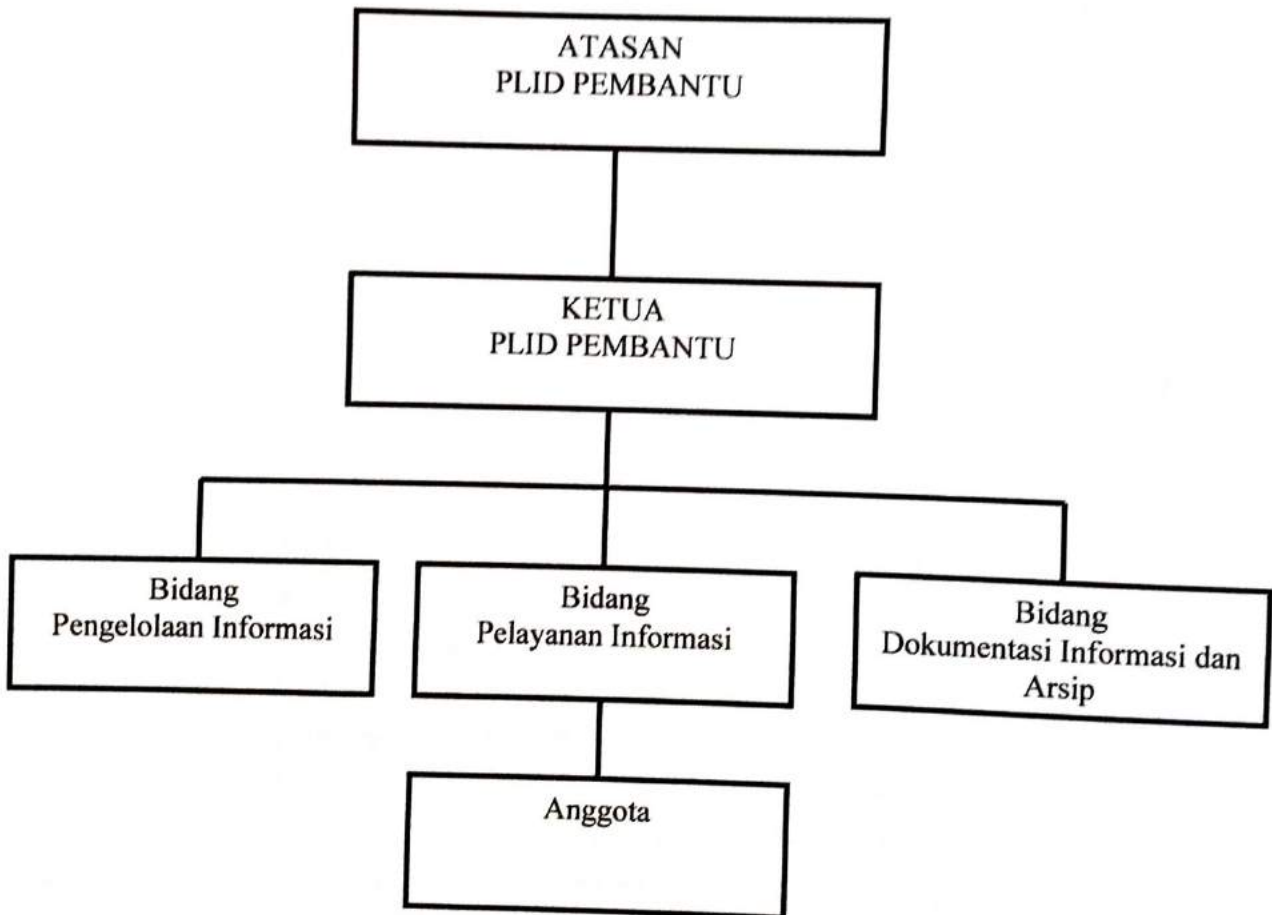 ATASAN
PLID PEMBANTU
KETUA
PLID PEMBANTU
Bidang
Pengelolaan Informasi
Bidang
Pelayanan Informasi
Bidang
Dokumentasi Informasi dan
Arsip
Anggota